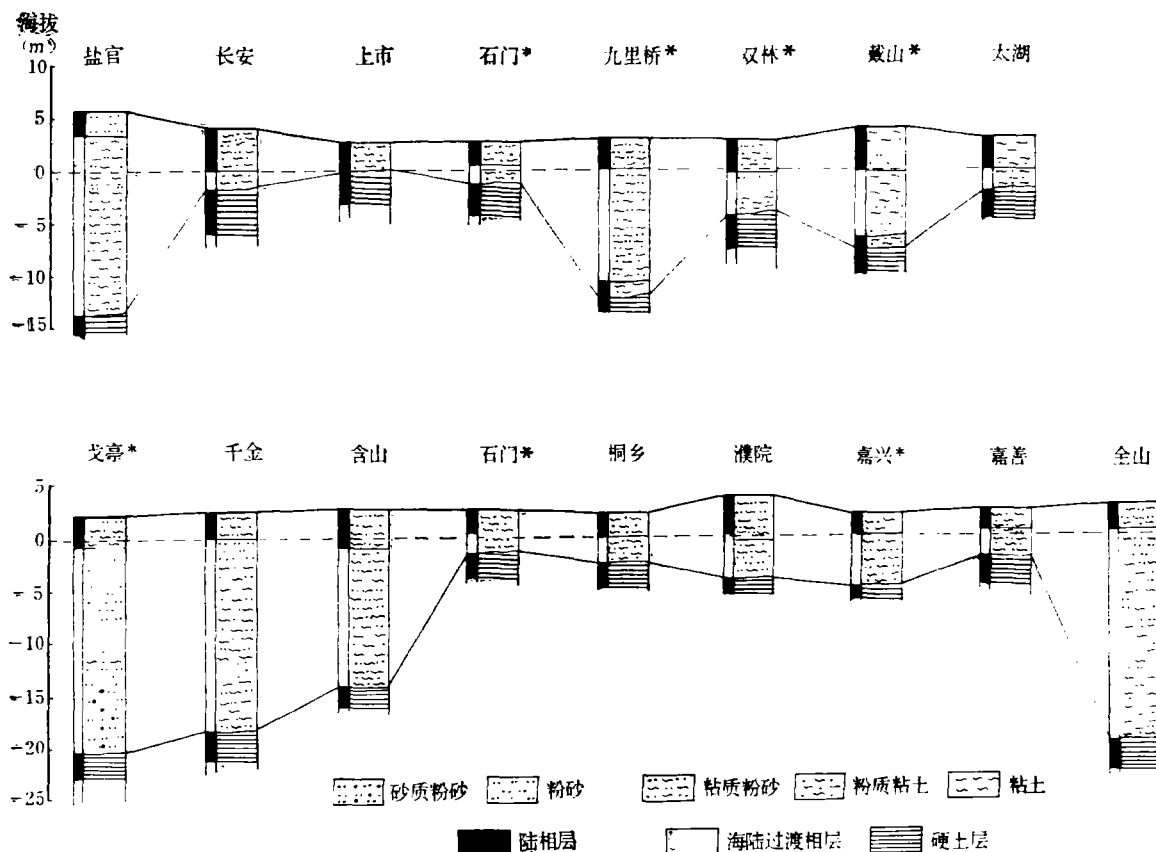 海拔
(m)
盐官 长安 上市 石门* 九里桥* 双林* 戴山* 太湖
10
5
0
-5
-10
-15
戈亭* 千金 含山 石门* 桐乡 濮院 嘉兴* 嘉善 金山
5
0
-5
-10
-15
-20
-25
砂质粉砂 粉砂 粘质粉砂 粉质粘土 粘土
陆相层 海陆过渡相层 硬土层